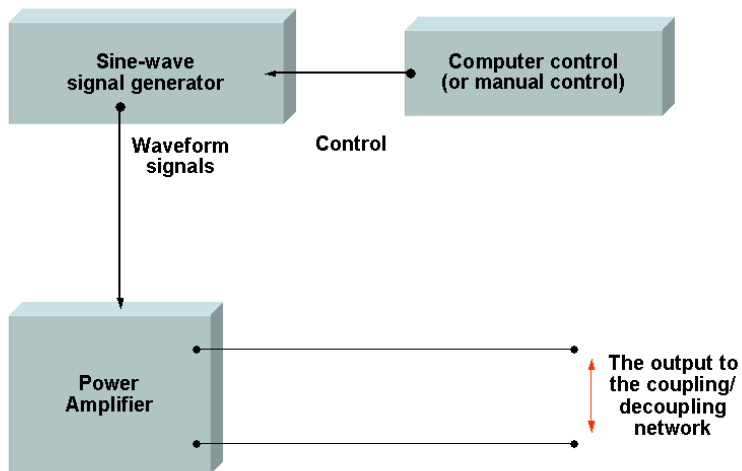 Sine-wave
signal generator
Computer control
(or manual control)
Waveform
signals
Control
Power
Amplifier
The output to
the coupling/
decoupling
network